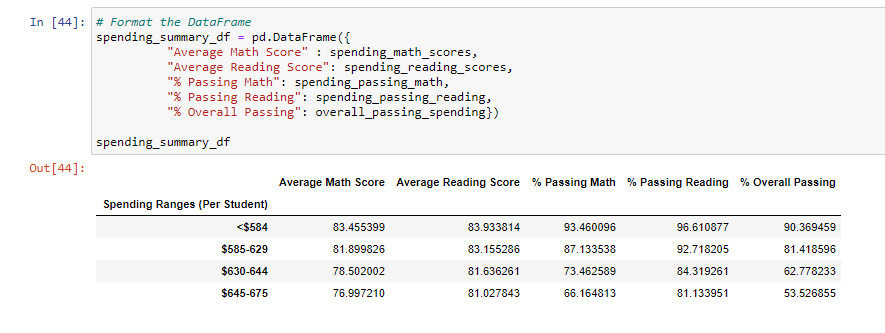 In [44]: # Format the DataFrame
spending_summary_df = pd.DataFrame({
"Average Math Score" : spending_math_scores,
"Average Reading Score": spending_reading_scores,
"% Passing Math": spending_passing_math,
"% Passing Reading": spending_passing_reading,
"% Overall Passing": overall_passing_spending})
spending_summary_df
Out[44]:
Average Math Score Average Reading Score % Passing Math % Passing Reading % Overall Passing
Spending Ranges (Per Student)
<$584 83.455399 83.933814 93.460096 96.610877 90.369459
$585-629 81.899826 83.155286 87.133538 92.718205 81.418596
$630-644 78.502002 81.636261 73.462589 84.319261 62.778233
$645-675 76.997210 81.027843 66.164813 81.133951 53.526855